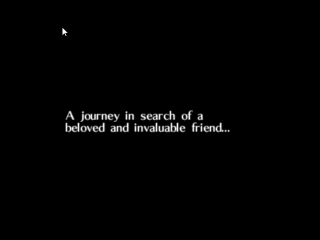 A journey in search of a
beloved and invaluable friend...